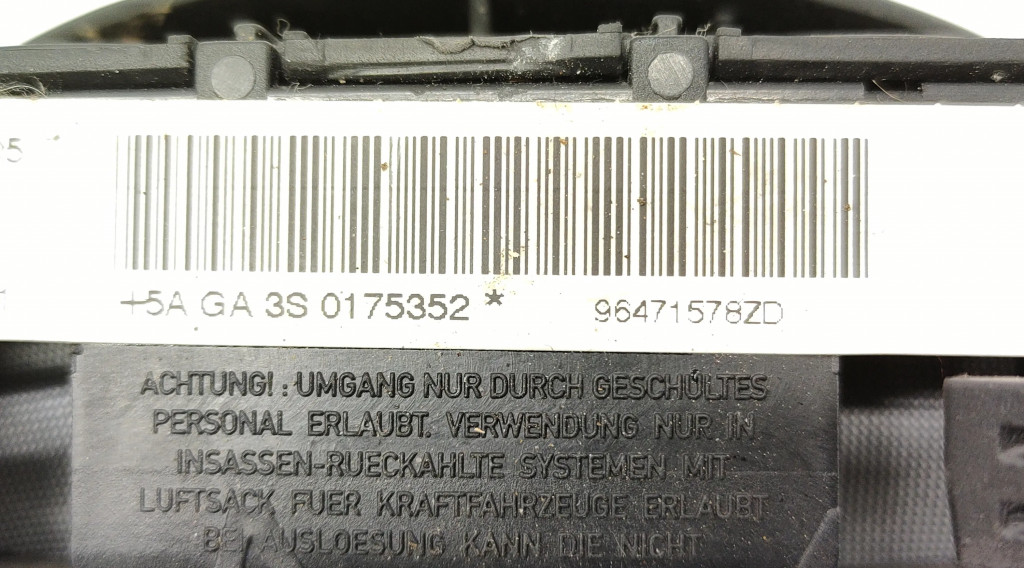 +5A GA 3S 0175352 * 96471578ZD
ACHTUNG! : UMGANG NUR DURCH GESCHÜLTES
PERSONAL ERLAUBT. VERWENDUNG NUR IN
INSASSEN-RUECKAHLTE SYSTEMEN MIT
LUFTSACK FUER KRAFTFAHRZEUGE ERLAUBT
BEI AUSLOESUNG KANN DIE NICHT